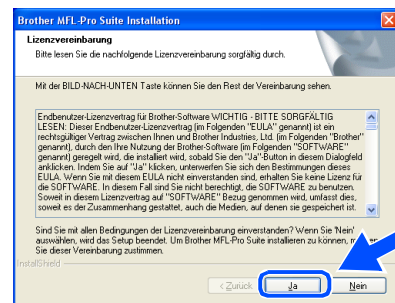 Brother MFL-Pro Suite Installation
Lizenzvereinbarung
Bitte lesen Sie die nachfolgende Lizenzvereinbarung sorgfältig durch.
Mit der BILD-NACH-UNTEN Taste können Sie den Rest der Vereinbarung sehen.
Endbenutzer-Lizenzvertrag für Brother-Software WICHTIG - BITTE SORGFÄLTIG
LESEN: Dieser Endbenutzer-Lizenzvertrag (im Folgenden "EULA" genannt) ist ein
rechtsgültiger Vertrag zwischen Ihnen und Brother Industries, Ltd. (im Folgenden "Brother"
genannt), durch den Ihre Nutzung der Brother-Software (im Folgenden "SOFTWARE"
genannt) geregelt wird, die installiert wird, sobald Sie den "Ja"-Button in diesem Dialogfeld
anklicken. Indem Sie auf "Ja" klicken, unterwerfen Sie sich den Bestimmungen dieses
EULA. Wenn Sie mit diesem EULA nicht einverstanden sind, erhalten Sie keine Lizenz für
die SOFTWARE. In diesem Fall sind Sie nicht berechtigt, die SOFTWARE zu benutzen.
Soweit in diesem Lizenzvertrag auf "SOFTWARE" Bezug genommen wird, umfasst dies,
soweit es der Zusammenhang gestattet, auch die Medien, auf denen sie gespeichert ist.
Sind Sie mit allen Bedingungen der Lizenzvereinbarung einverstanden? Wenn Sie 'Nein'
auswählen, wird das Setup beendet. Um Brother MFL-Pro Suite installieren zu können,
Sie dieser Vereinbarung zustimmen.
InstallShield
< Zurück
Ja
Nein